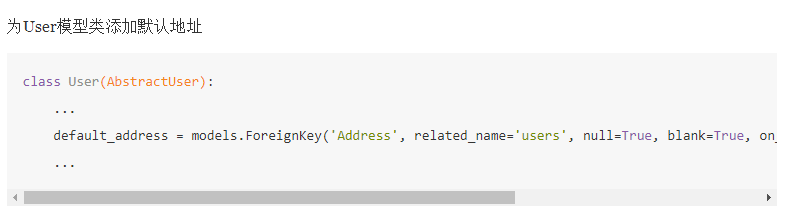 为User模型类添加默认地址
class User(AbstractUser):
    ...
    default_address = models.ForeignKey('Address', related_name='users', null=True, blank=True, on_
    ...